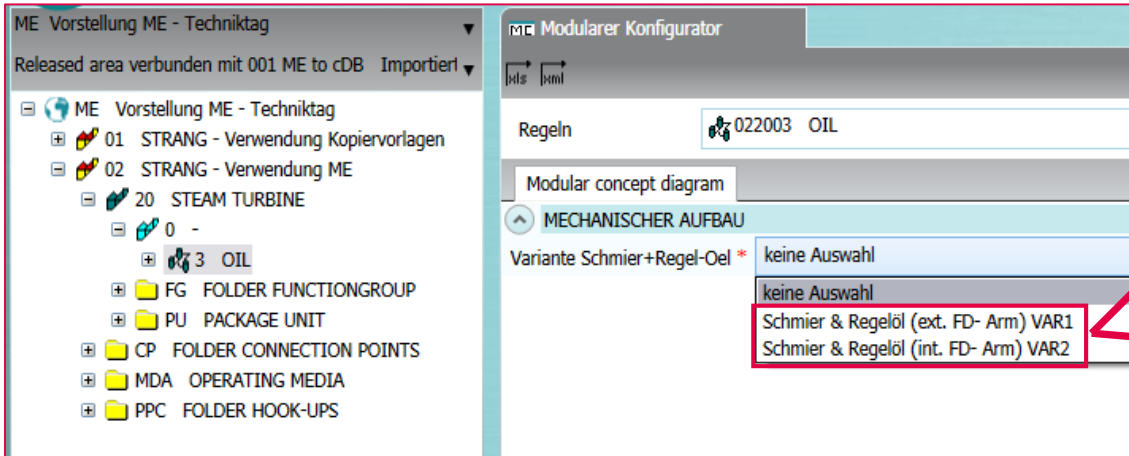 ME Vorstellung ME - Techniktag
Released area verbunden mit 001 ME to cDB Importiert
ME Vorstellung ME - Techniktag
01 STRANG - Verwendung Kopiervorlagen
02 STRANG - Verwendung ME
20 STEAM TURBINE
0 -
3 OIL
FG FOLDER FUNCTIONGROUP
PU PACKAGE UNIT
CP FOLDER CONNECTION POINTS
MDA OPERATING MEDIA
PPC FOLDER HOOK-UPS
MC Modularer Konfigurator
xls xml
Regeln 022003 OIL
Modular concept diagram
MECHANISCHER AUFBAU
Variante Schmier+Regel-Oel * keine Auswahl
keine Auswahl
Schmier & Regelöl (ext. FD- Arm) VAR1
Schmier & Regelöl (int. FD- Arm) VAR2